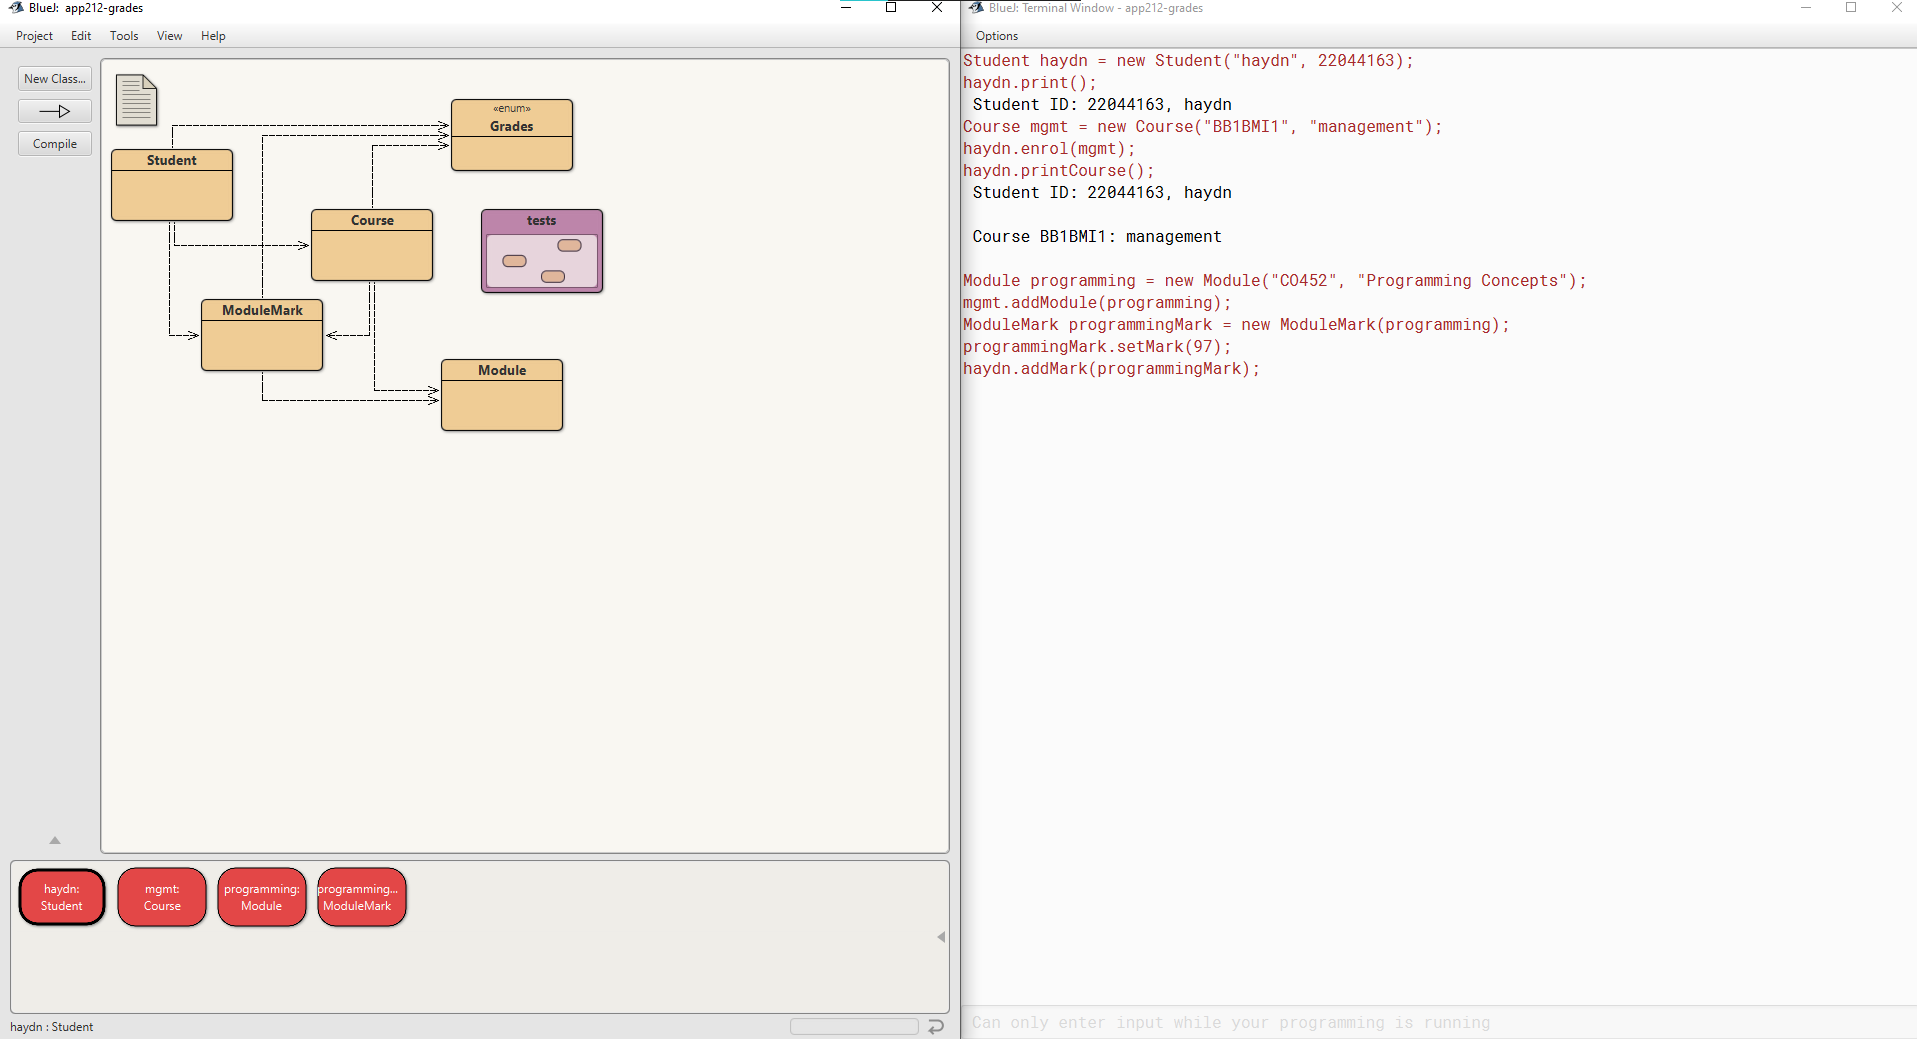 BlueJ: app212-grades
Project Edit Tools View Help
New Class...
Compile
«enum»
Grades
Student
Course
tests
ModuleMark
Module
haydn:
Student
mgmt:
Course
programming:
Module
programming...
ModuleMark
haydn : Student
BlueJ: Terminal Window - app212-grades
Options
Student haydn = new Student("haydn", 22044163);
haydn.print();
Student ID: 22044163, haydn
Course mgmt = new Course("BB1BMI1", "management");
haydn.enrol(mgmt);
haydn.printCourse();
Student ID: 22044163, haydn
Course BB1BMI1: management
Module programming = new Module("CO452", "Programming Concepts");
mgmt.addModule(programming);
ModuleMark programmingMark = new ModuleMark(programming);
programmingMark.setMark(97);
haydn.addMark(programmingMark);
Can only enter input while your programming is running